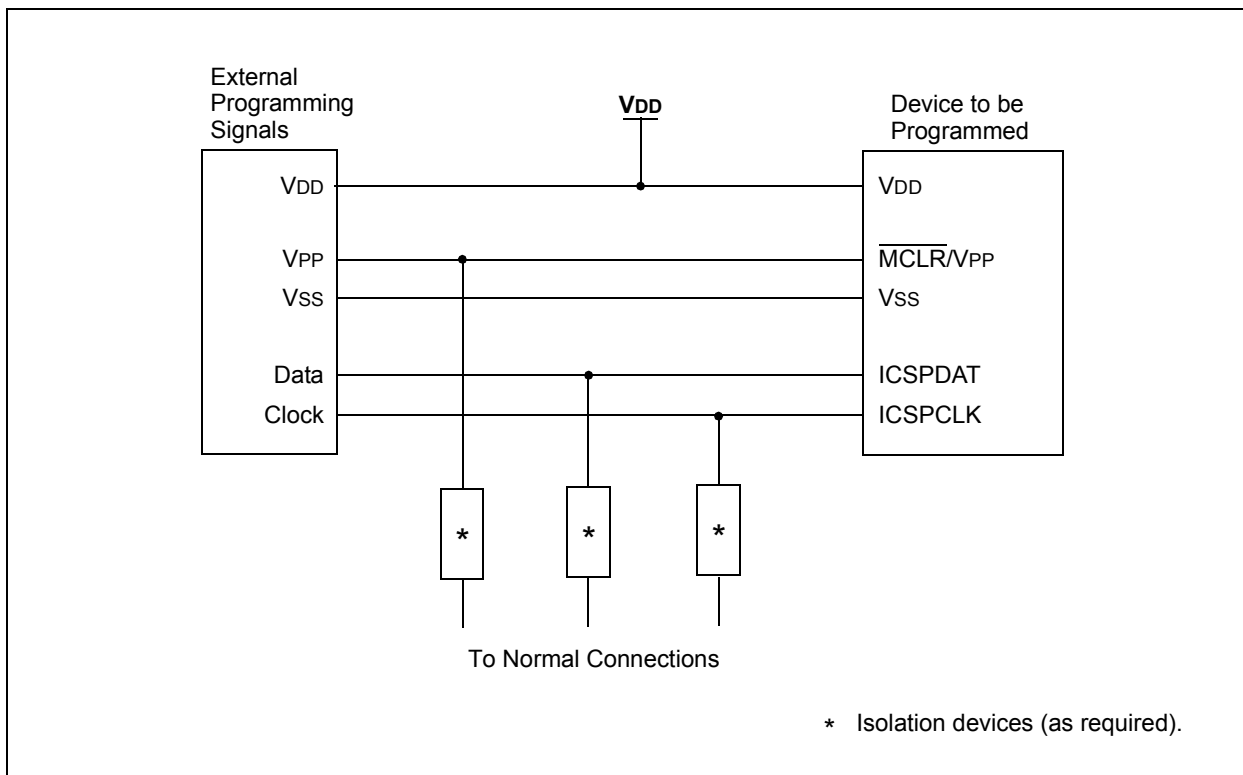 External
Programming
Signals
VDD
Device to be
Programmed
VDD
VDD
VPP
MCLR/VPP
VSS
VSS
Data
ICSPDAT
Clock
ICSPCLK
* * *
To Normal Connections
* Isolation devices (as required).